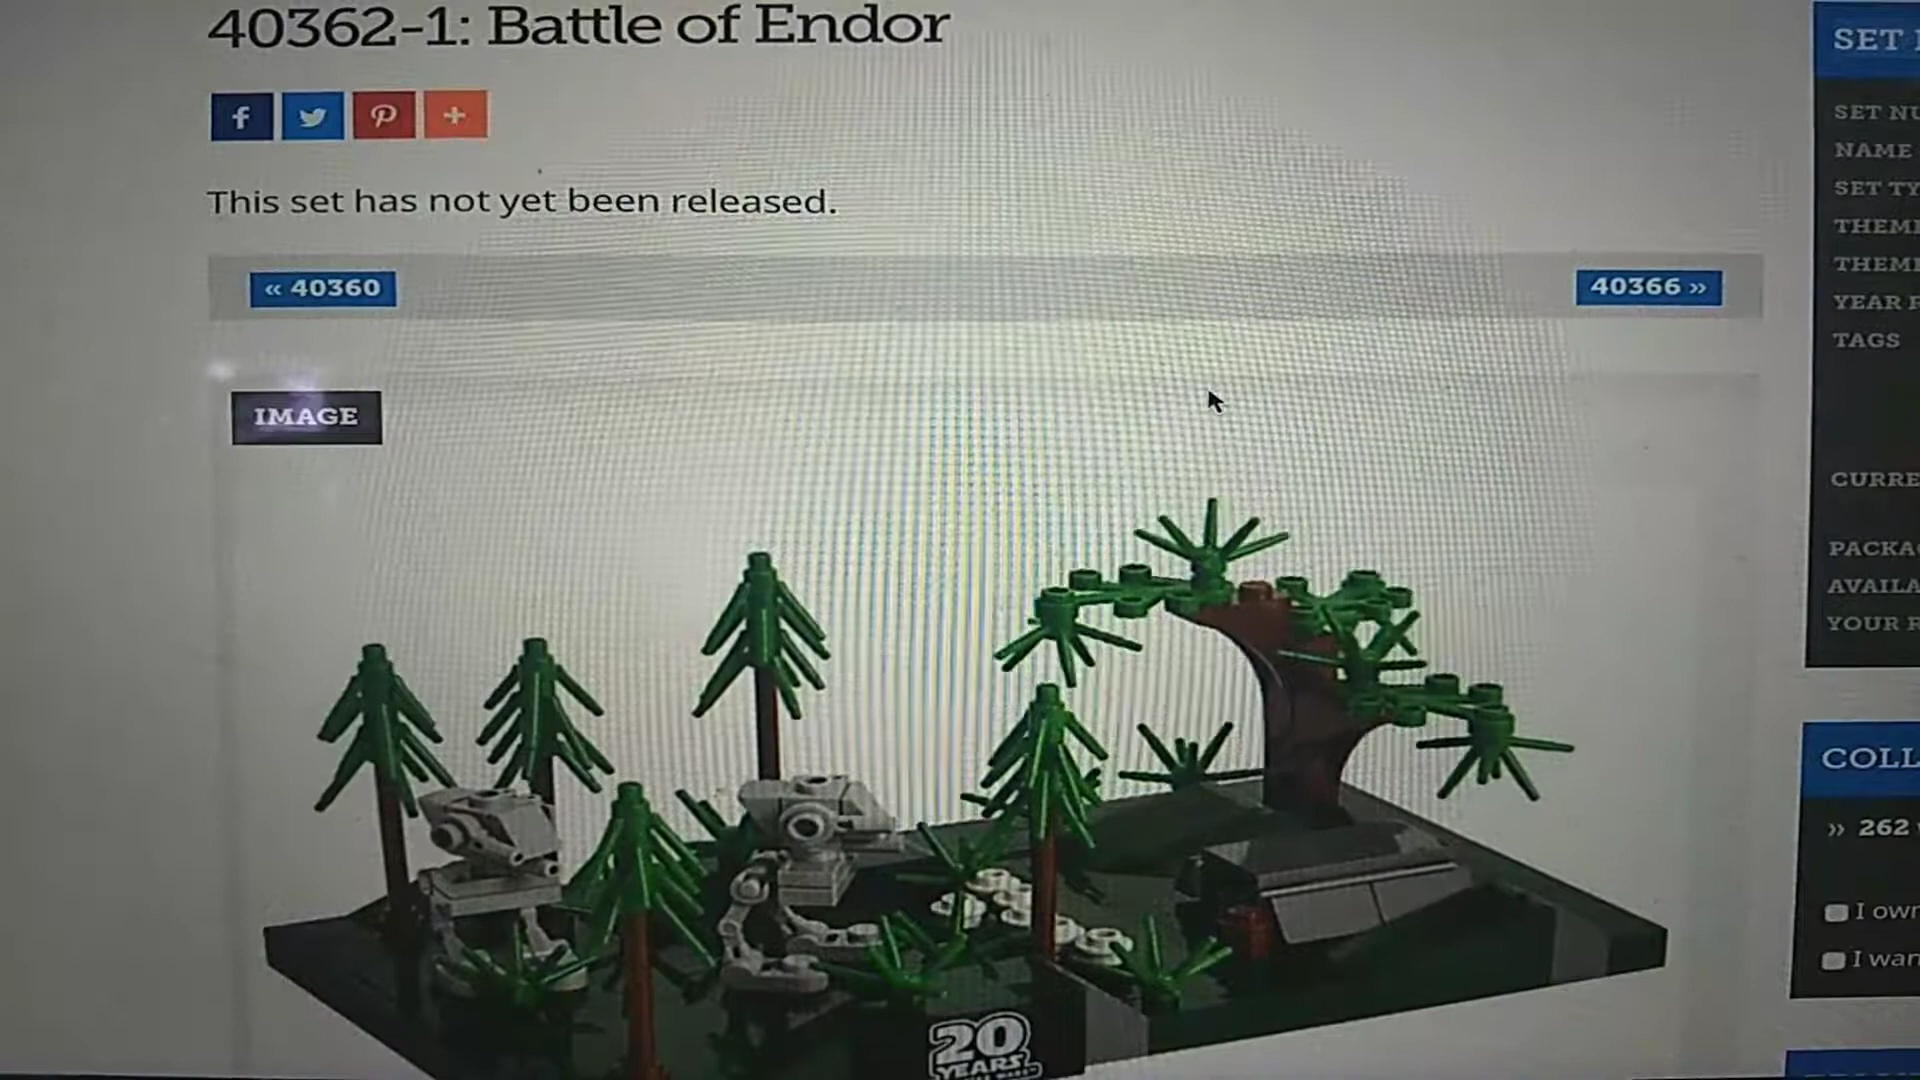 40362-1: Battle of Endor
This set has not yet been released.
« 40360
40366 »
IMAGE
20
YEARS
SET
SET NU
NAME
SET TY
THEME
THEME
YEAR
TAGS
CURRE
PACKA
AVAILA
YOUR
COLL
» 262
I own
I wan